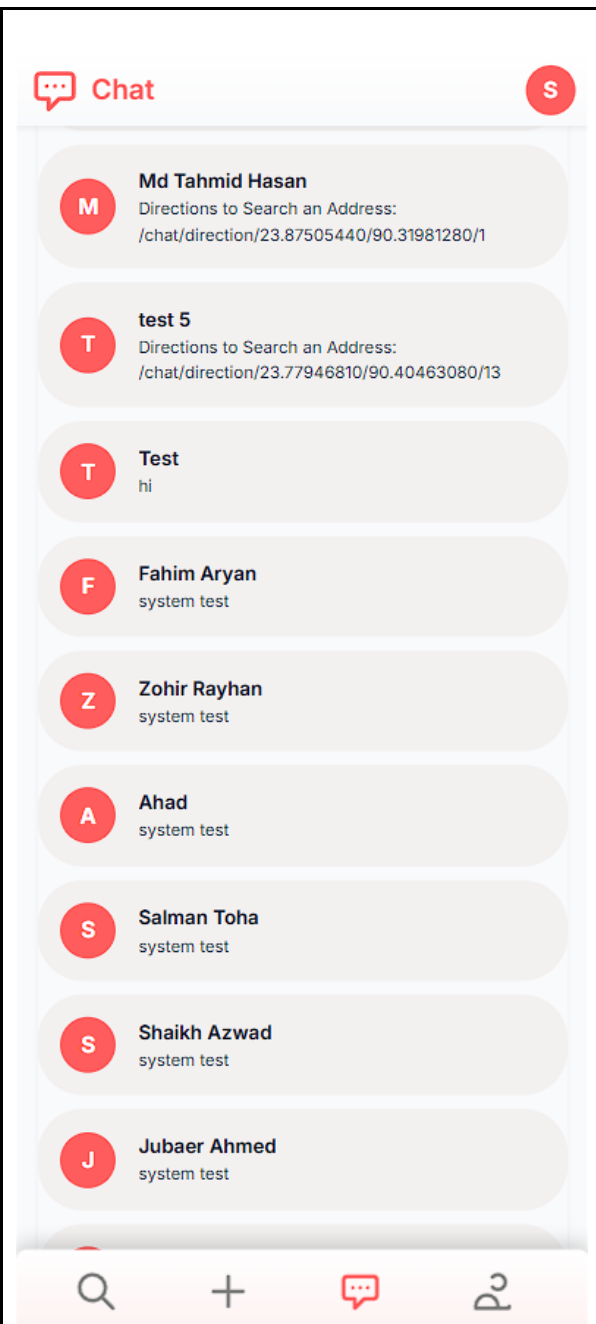 Chat
S
M
Md Tahmid Hasan
Directions to Search an Address:
/chat/direction/23.87505440/90.31981280/1
T
test 5
Directions to Search an Address:
/chat/direction/23.77946810/90.40463080/13
T
Test
hi
F
Fahim Aryan
system test
Z
Zohir Rayhan
system test
A
Ahad
system test
S
Salman Toha
system test
S
Shaikh Azwad
system test
J
Jubaer Ahmed
system test